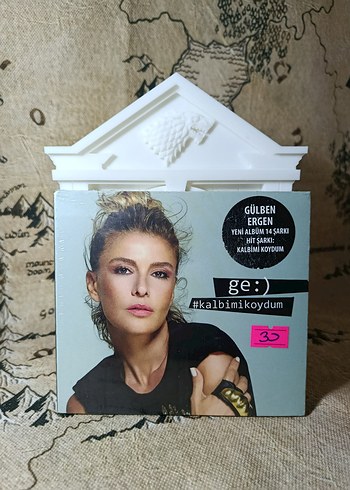 GÜLBEN
ERGEN
YENİ ALBÜM 14 ŞARKI
HİT ŞARKI:
KALBİMİ KOYDUM
ge:)
#kalbimikoydum
30